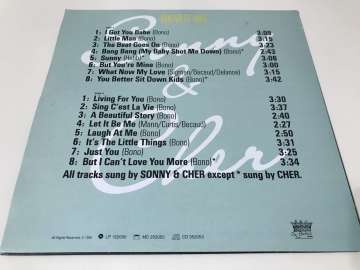 Sonny
&
Cher
1: I Got You Babe (Bono) 3:09
2: Little Man (Bono) 3:15
3: The Beat Goes On (Bono) 3:23
4: Bang Bang (My Baby Shot Me Down) (Bono)* 2:43
5: Sunny (Hebb)* 3:06
6: But You're Mine (Bono) 3:02
7: What Now My Love (Sigman/Becaud/Delanoe) 3:25
8: You Better Sit Down Kids (Bono)* 3:42
1: Living For You (Bono) 3:30
2: Sing C'est La Vie (Bono) 3:37
3: A Beautiful Story (Bono) 2:40
4: Let It Be Me (Mann/Curtis/Becaud) 2:27
5: Laugh At Me (Bono) 2:50
6: It's The Little Things (Bono) 3:31
7: Just You (Bono) 3:36
8: But I Can't Love You More (Bono)* 3:34
All tracks sung by SONNY & CHER except * sung by CHER.